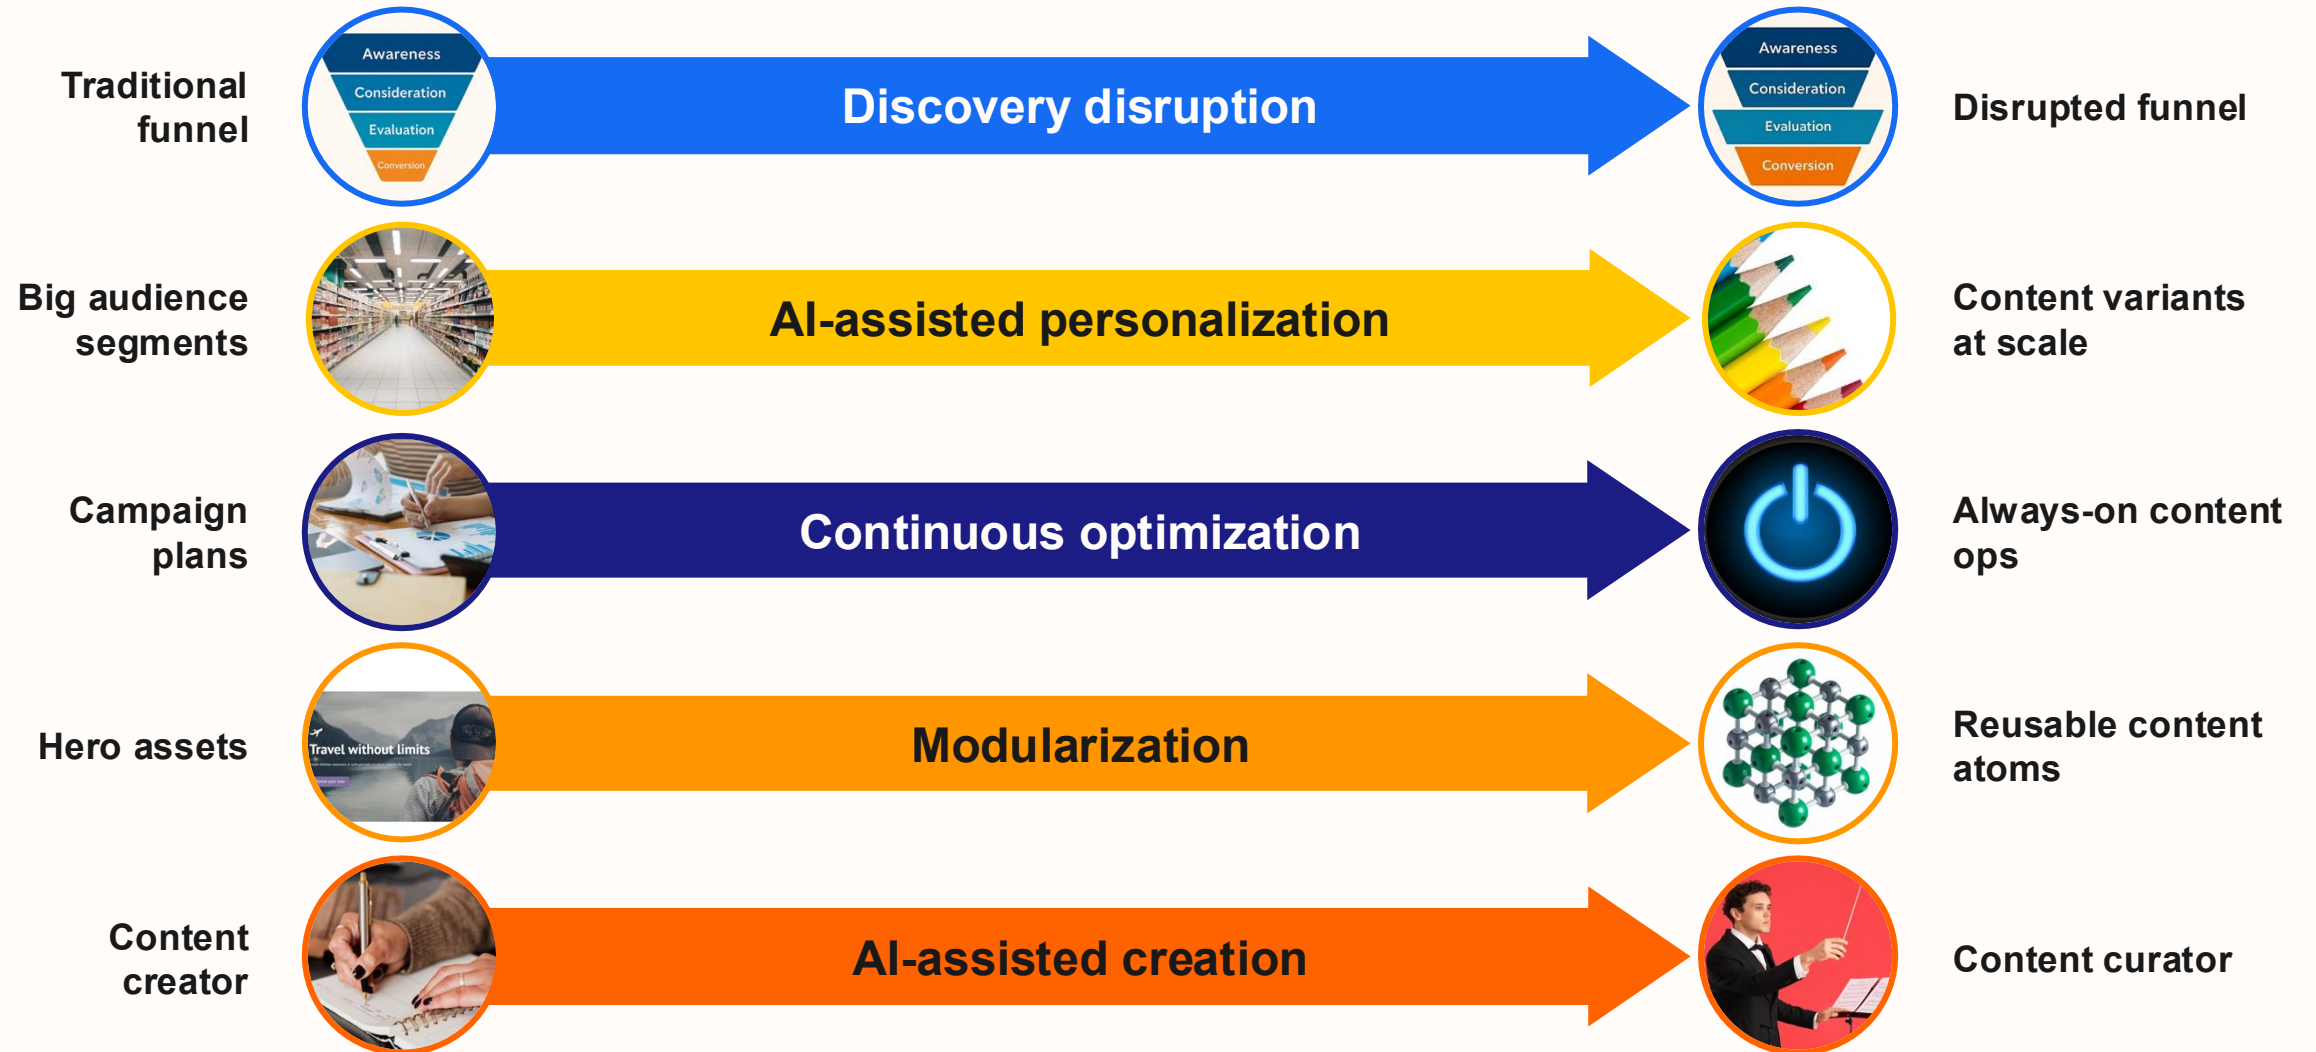 Traditional
funnel
Awareness
Consideration
Evaluation
Conversion
Discovery disruption
Awareness
Consideration
Evaluation
Conversion
Disrupted funnel
Big audience
segments
AI-assisted personalization
Content variants
at scale
Campaign
plans
Continuous optimization
Always-on content
ops
Hero assets
Travel without limits
Modularization
Reusable content
atoms
Content
creator
AI-assisted creation
Content curator